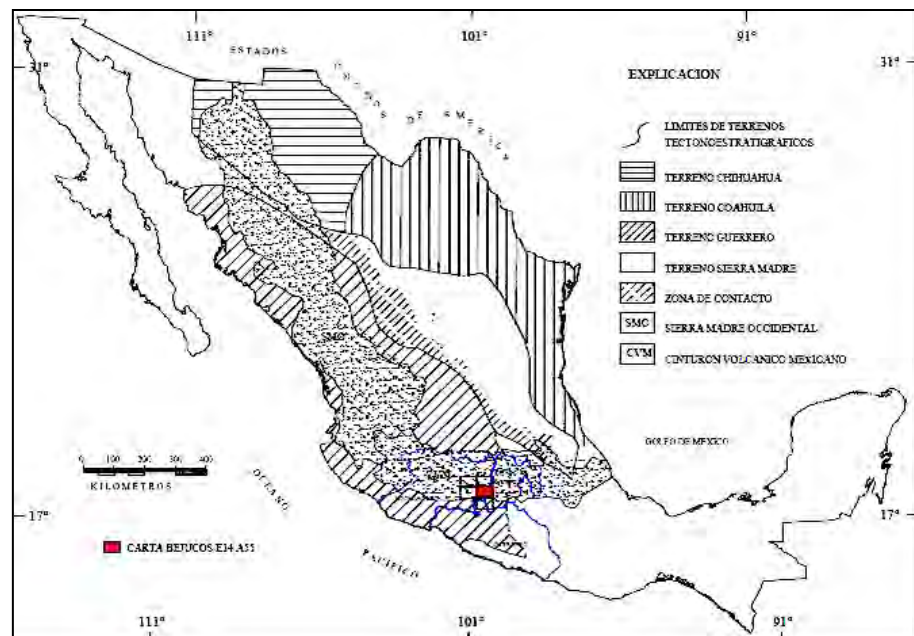 111°
101°
91°
31°
31°
ESTADOS
UNIDOS DE AMERICA
EXPLICACION
LIMITES DE TERRENOS
TECTONOESTRATIGRÁFICOS
TERRENO CHIHUAHUA
TERRENO COAHUILA
TERRENO GUERRERO
TERRENO SIERRA MADRE
ZONA DE CONTACTO
SMO SIERRA MADRE OCCIDENTAL
CVM CINTURON VOLCANICO MEXICANO
SMO
?
GOLFO DE MEXICO
0 100 200 300 400
KILOMETROS
OCEANO
PACÍFICO
17°
17°
CARTA BEJUCOS E14-A55
111°
101°
91°